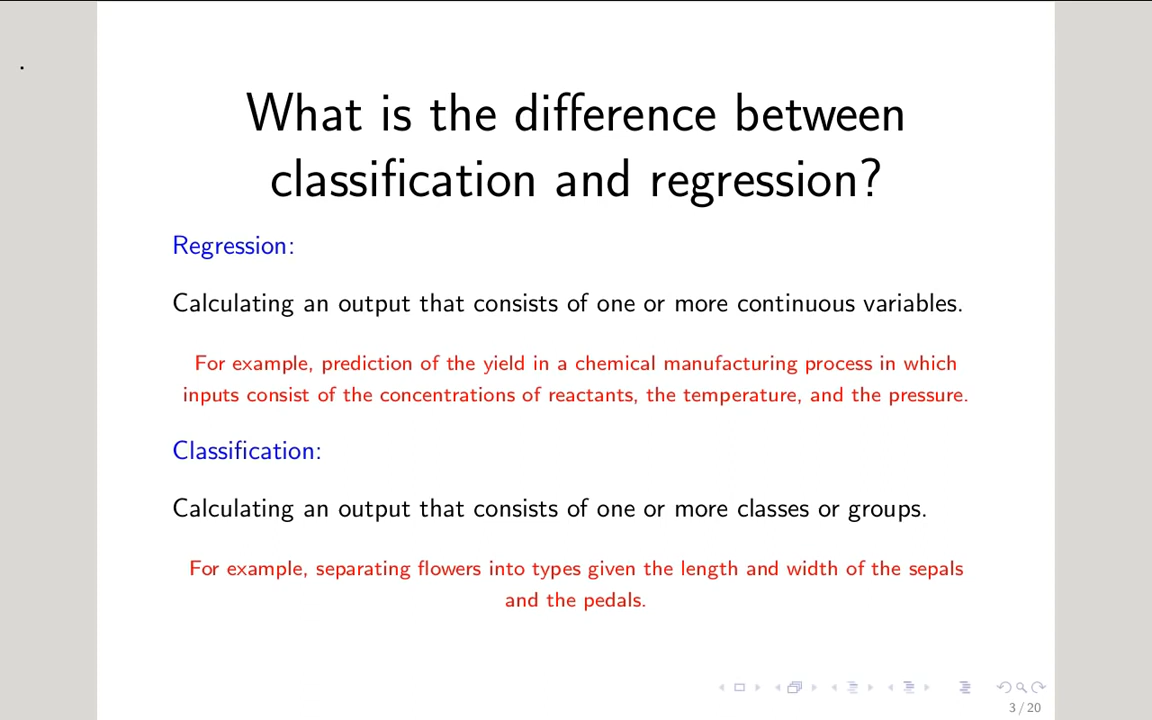 What is the difference between
classification and regression?
Regression:
Calculating an output that consists of one or more continuous variables.
For example, prediction of the yield in a chemical manufacturing process in which
inputs consist of the concentrations of reactants, the temperature, and the pressure.
Classification:
Calculating an output that consists of one or more classes or groups.
For example, separating flowers into types given the length and width of the sepals
and the pedals.
3 / 20